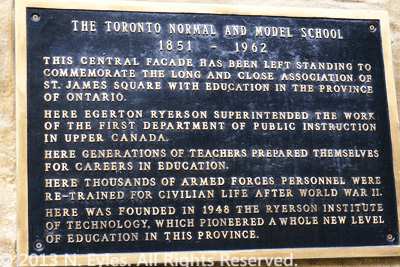 THE TORONTO NORMAL AND MODEL SCHOOL
1851 - 1962
THIS CENTRAL FACADE HAS BEEN LEFT STANDING TO
COMMEMORATE THE LONG AND CLOSE ASSOCIATION OF
ST. JAMES SQUARE WITH EDUCATION IN THE PROVINCE
OF ONTARIO.
HERE EGERTON RYERSON SUPERINTENDED THE WORK
OF THE FIRST DEPARTMENT OF PUBLIC INSTRUCTION
IN UPPER CANADA.
HERE GENERATIONS OF TEACHERS PREPARED THEMSELVES
FOR CAREERS IN EDUCATION.
HERE THOUSANDS OF ARMED FORCES PERSONNEL WERE
RE-TRAINED FOR CIVILIAN LIFE AFTER WORLD WAR II.
HERE WAS FOUNDED IN 1948 THE RYERSON INSTITUTE
OF TECHNOLOGY, WHICH PIONEERED A WHOLE NEW LEVEL
OF EDUCATION IN THIS PROVINCE.
©2013 N. Eyles. All Rights Reserved.